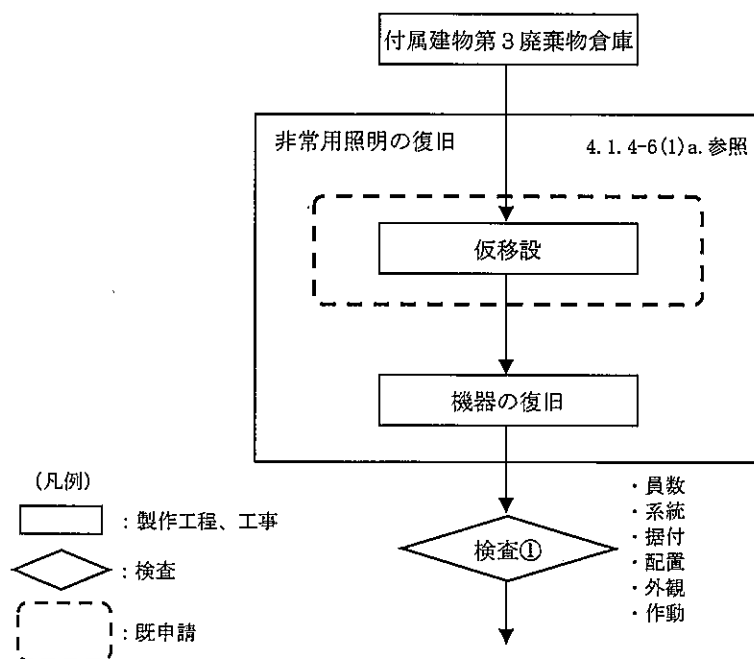 付属建物第３廃棄物倉庫
非常用照明の復旧
4.1.4-6(1)a.参照
仮移設
機器の復旧
検査①
・員数
・系統
・据付
・配置
・外観
・作動
(凡例)
：製作工程、工事
：検査
：既申請